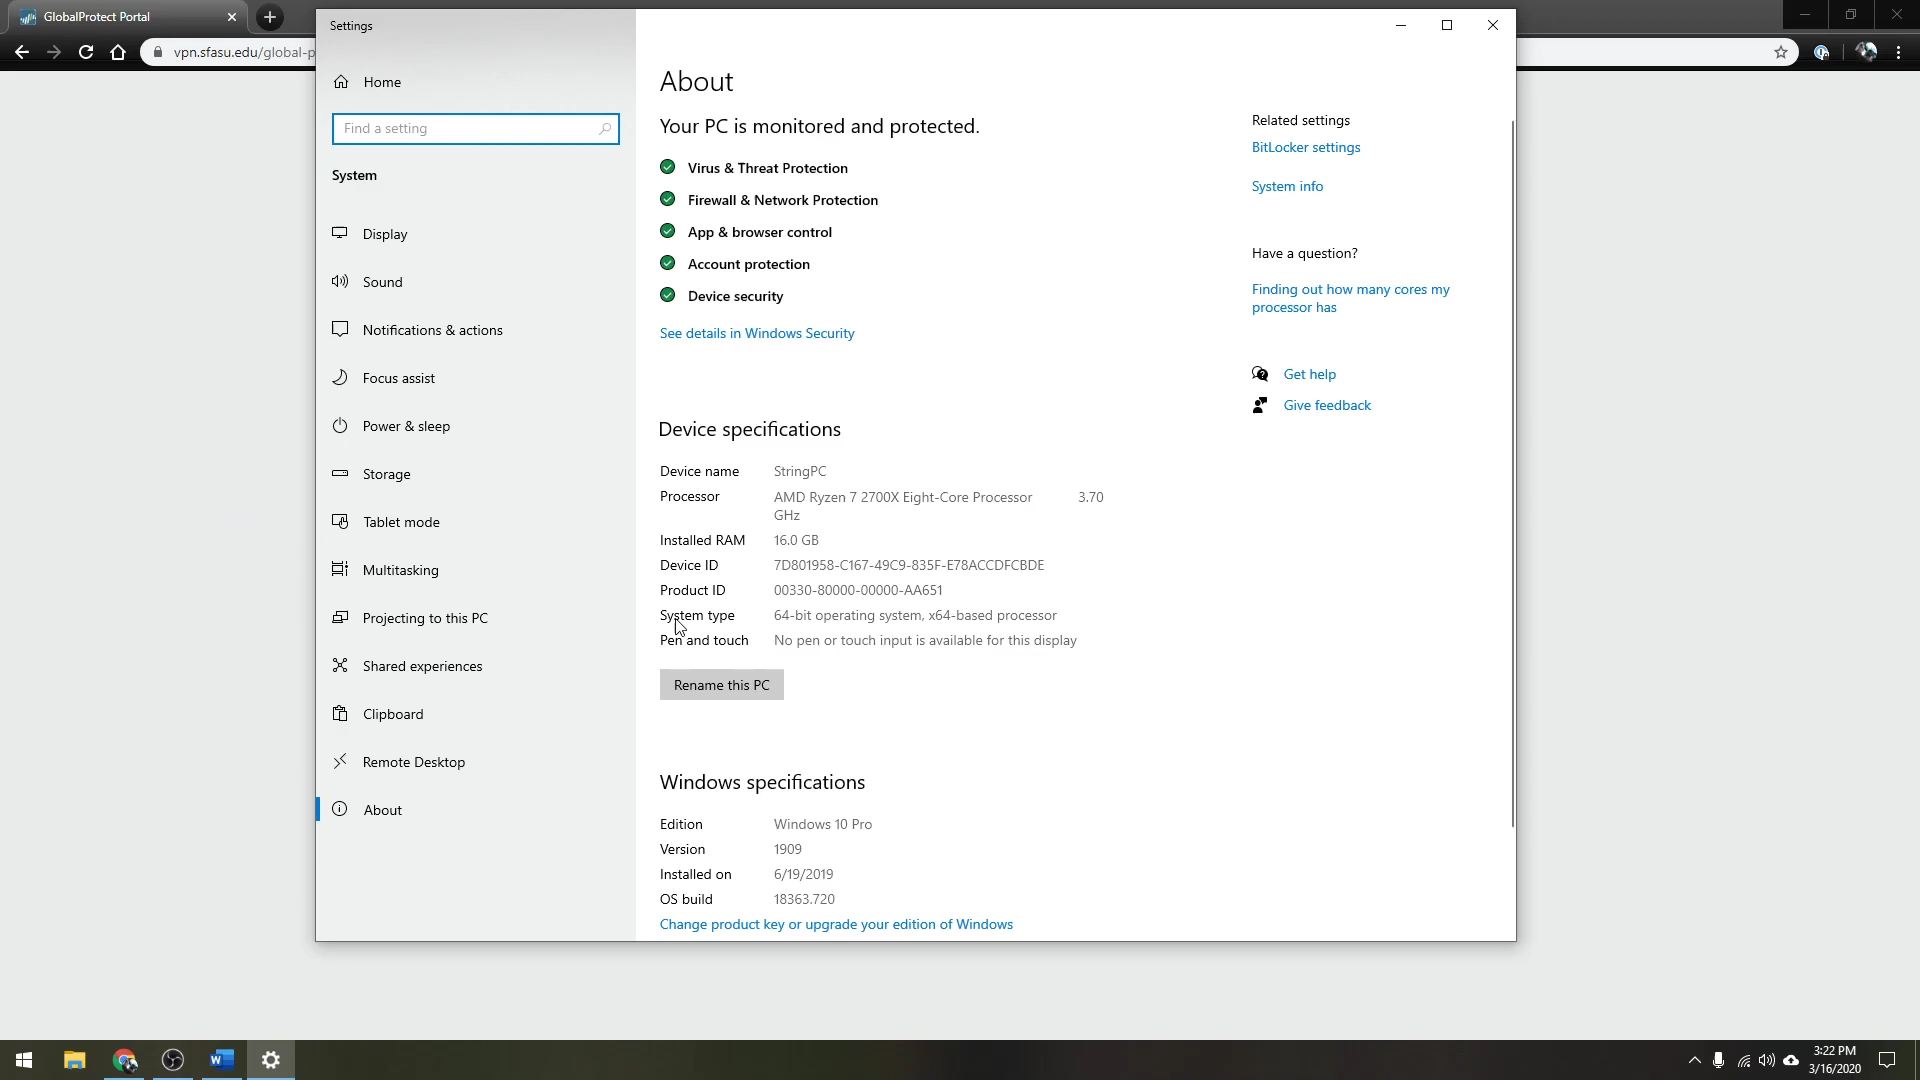 GlobalProtect Portal
vpn.sfasu.edu/global-p
Settings
Home
Find a setting
System
Display
Sound
Notifications & actions
Focus assist
Power & sleep
Storage
Tablet mode
Multitasking
Projecting to this PC
Shared experiences
Clipboard
Remote Desktop
About
About
Your PC is monitored and protected.
Virus & Threat Protection
Firewall & Network Protection
App & browser control
Account protection
Device security
See details in Windows Security
Device specifications
Device name StringPC
Processor AMD Ryzen 7 2700X Eight-Core Processor 3.70
GHz
Installed RAM 16.0 GB
Device ID 7D801958-C167-49C9-835F-E78ACCDFCBDE
Product ID 00330-80000-00000-AA651
System type 64-bit operating system, x64-based processor
Pen and touch No pen or touch input is available for this display
Rename this PC
Windows specifications
Edition Windows 10 Pro
Version 1909
Installed on 6/19/2019
OS build 18363.720
Change product key or upgrade your edition of Windows
Related settings
BitLocker settings
System info
Have a question?
Finding out how many cores my
processor has
Get help
Give feedback
3:22 PM
3/16/2020